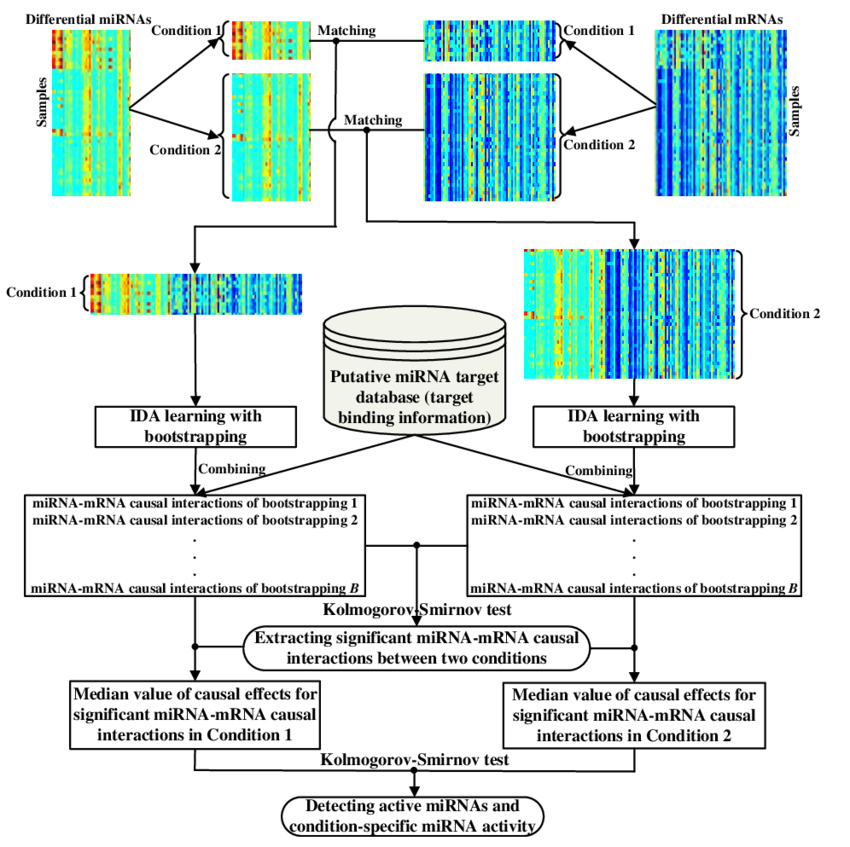 Differential miRNAs
Condition 1
Matching
Condition 1
Differential mRNAs
Samples
Samples
Condition 2
Matching
Condition 2
Condition 1
Condition 2
Putative miRNA target
database (target
binding information)
IDA learning with
bootstrapping
IDA learning with
bootstrapping
Combining
Combining
miRNA-mRNA causal interactions of bootstrapping 1
miRNA-mRNA causal interactions of bootstrapping 2
.
.
.
miRNA-mRNA causal interactions of bootstrapping B
miRNA-mRNA causal interactions of bootstrapping 1
miRNA-mRNA causal interactions of bootstrapping 2
.
.
.
miRNA-mRNA causal interactions of bootstrapping B
Kolmogorov-Smirnov test
Extracting significant miRNA-mRNA causal
interactions between two conditions
Median value of causal effects for
significant miRNA-mRNA causal
interactions in Condition 1
Median value of causal effects for
significant miRNA-mRNA causal
interactions in Condition 2
Kolmogorov-Smirnov test
Detecting active miRNAs and
condition-specific miRNA activity